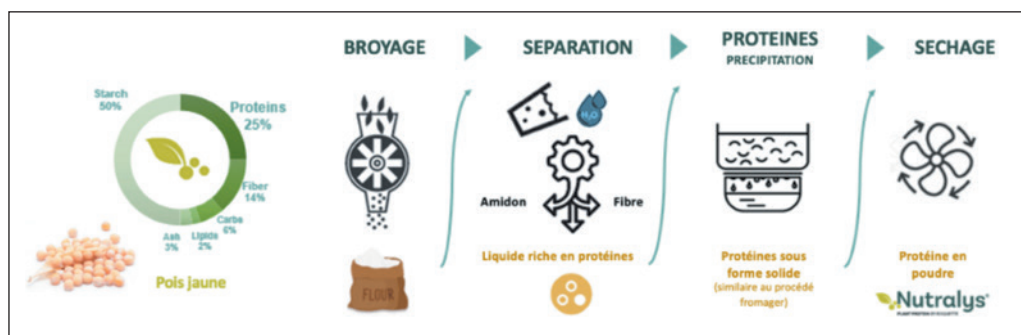 BROYAGE
SEPARATION
PROTEINES
PRECIPITATION
SECHAGE
Starch
50%
Proteins
25%
Fiber
14%
Carbs
6%
Lipids
2%
Ash
3%
Pois jaune
FLOUR
H₂O
Amidon
Fibre
Liquide riche en protéines
Protéines sous
forme solide
(similaire au procédé
fromager)
Protéine en
poudre
Nutralys®